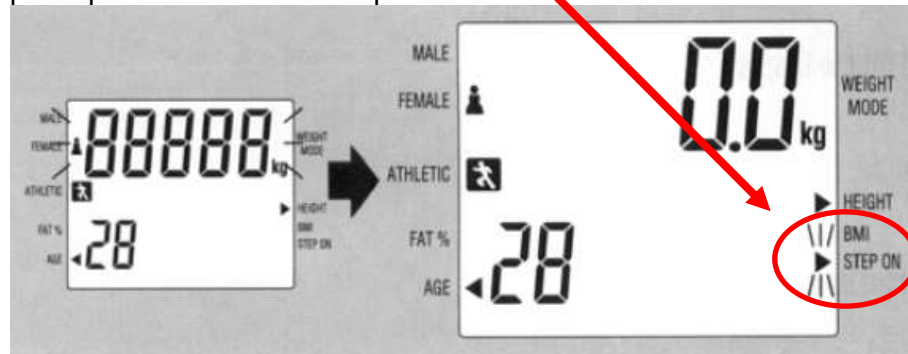 MALE
FEMALE
88888 kg
WEIGHT
MODE
ATHLETIC
HEIGHT
FAT %
28
BMI
STEP ON
AGE
MALE
0.0 kg
WEIGHT
MODE
FEMALE
ATHLETIC
HEIGHT
FAT %
28
BMI
STEP ON
AGE